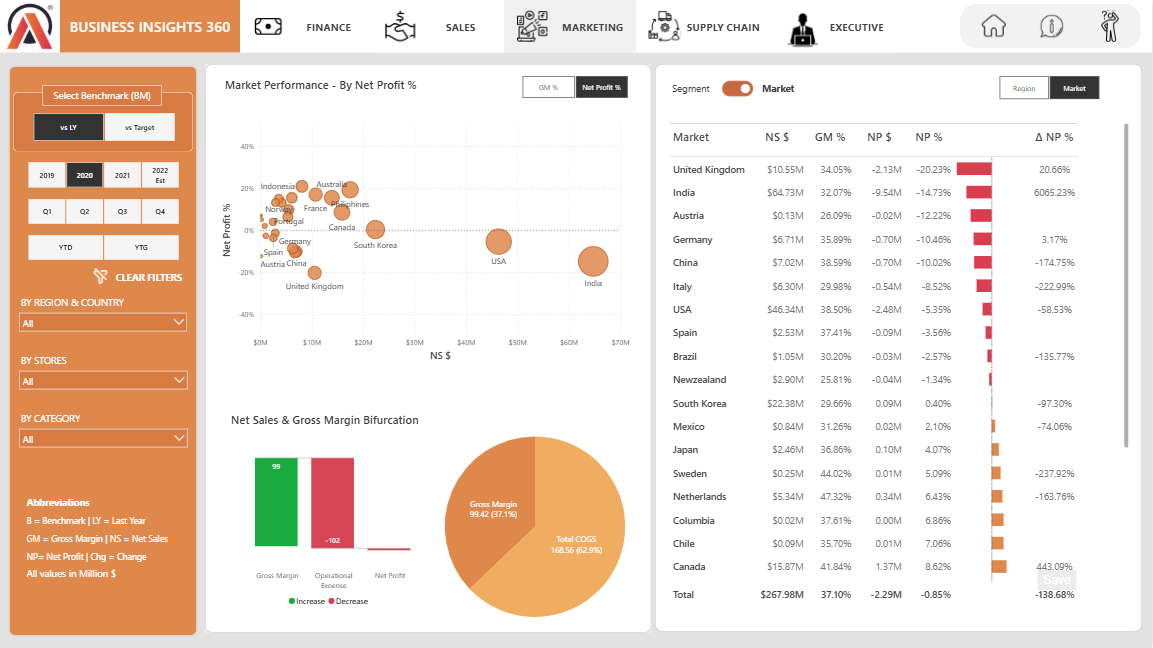 BUSINESS INSIGHTS 360
FINANCE
SALES
MARKETING
SUPPLY CHAIN
EXECUTIVE
Select Benchmark (BM)
vs LY
vs Target
2019
2020
2021
2022
Est
Q1
Q2
Q3
Q4
YTD
YTG
CLEAR FILTERS
BY REGION & COUNTRY
All
BY STORES
All
BY CATEGORY
All
Abbreviations
B = Benchmark | LY = Last Year
GM = Gross Margin | NS = Net Sales
NP= Net Profit | Chg = Change
All values in Million $
Market Performance - By Net Profit %
GM %
Net Profit %
Net Profit %
40%
20%
0%
-20%
-40%
Indonesia
Australia
Norway
France
Philiphines
Portugal
Canada
Germany
South Korea
Spain
USA
Austria
China
India
United Kingdom
$0M
$10M
$20M
$30M
$40M
$50M
$60M
$70M
NS $
Net Sales & Gross Margin Bifurcation
99
-102
Gross Margin
Operational
Expense
Net Profit
Increase
Decrease
Gross Margin
99.42 (37.1%)
Total COGS
168.56 (62.9%)
Segment
Market
Region
Market
Market NS $ GM % NP $ NP % Δ NP %
United Kingdom $10.55M 34.05% -2.13M -20.23% 20.66%
India $64.73M 32.07% -9.54M -14.73% 6065.23%
Austria $0.13M 26.09% -0.02M -12.22%
Germany $6.71M 35.89% -0.70M -10.46% 3.17%
China $7.02M 38.59% -0.70M -10.02% -174.75%
Italy $6.30M 29.98% -0.54M -8.52% -222.99%
USA $46.34M 38.50% -2.48M -5.35% -58.53%
Spain $2.53M 37.41% -0.09M -3.56%
Brazil $1.05M 30.20% -0.03M -2.57% -135.77%
Newzealand $2.90M 25.81% -0.04M -1.34%
South Korea $22.38M 29.66% 0.09M 0.40% -97.30%
Mexico $0.84M 31.26% 0.02M 2.10% -74.06%
Japan $2.46M 36.86% 0.10M 4.07%
Sweden $0.25M 44.02% 0.01M 5.09% -237.92%
Netherlands $5.34M 47.32% 0.34M 6.43% -163.76%
Columbia $0.02M 37.61% 0.00M 6.86%
Chile $0.09M 35.70% 0.01M 7.06%
Canada $15.87M 41.84% 1.37M 8.62% 443.09%
Save
Total $267.98M 37.10% -2.29M -0.85% -138.68%